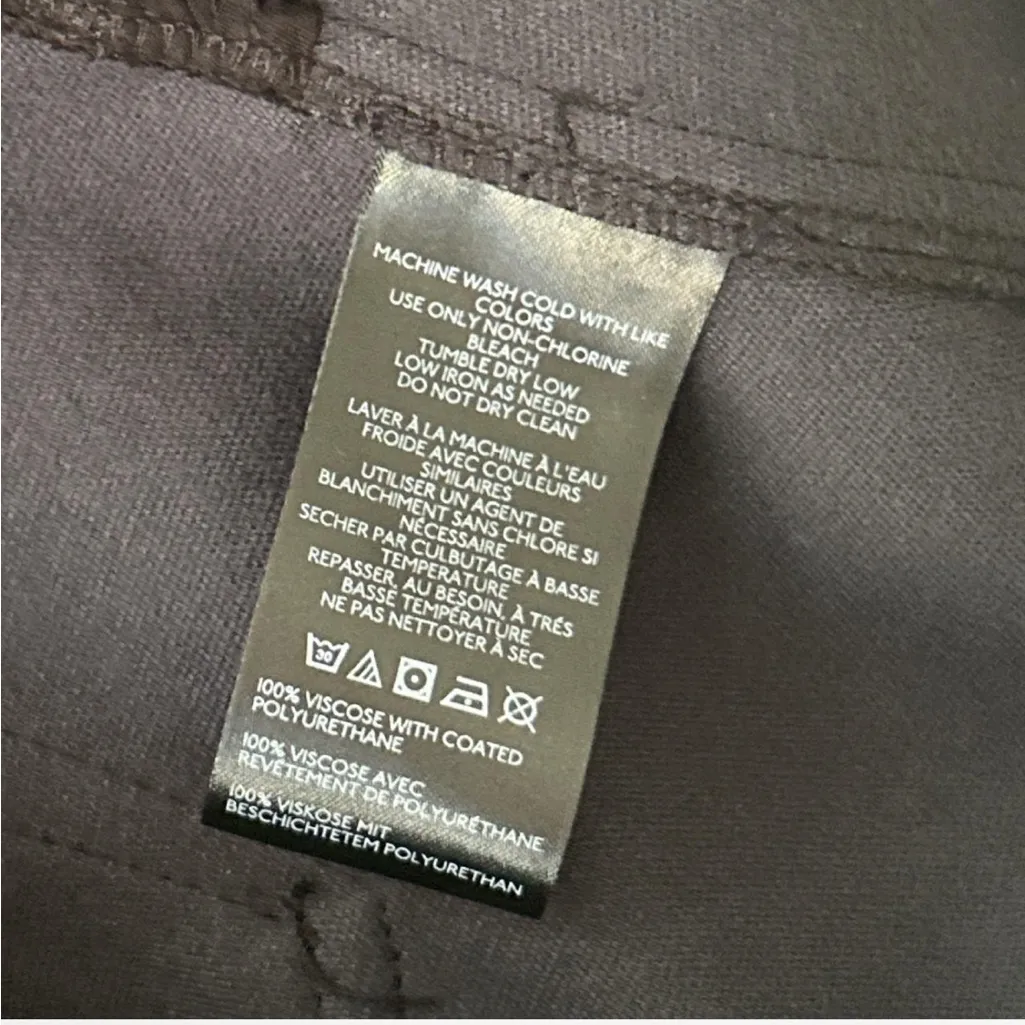 MACHINE WASH COLD WITH LIKE
COLORS
USE ONLY NON-CHLORINE
BLEACH
TUMBLE DRY LOW
LOW IRON AS NEEDED
DO NOT DRY CLEAN
LAVER À LA MACHINE À L'EAU
FROIDE AVEC COULEURS
SIMILAIRES
UTILISER UN AGENT DE
BLANCHIMENT SANS CHLORE SI
NÉCESSAIRE
SECHER PAR CULBUTAGE À BASSE
TEMPERATURE
REPASSER, AU BESOIN, À TRÉS
BASSE TEMPÉRATURE
NE PAS NETTOYER À SEC
30
100% VISCOSE WITH COATED
POLYURETHANE
100% VISCOSE AVEC
REVÊTEMENT DE POLYURÉTHANE
100% VISKOSE MIT
BESCHICHTETEM POLYURETHAN